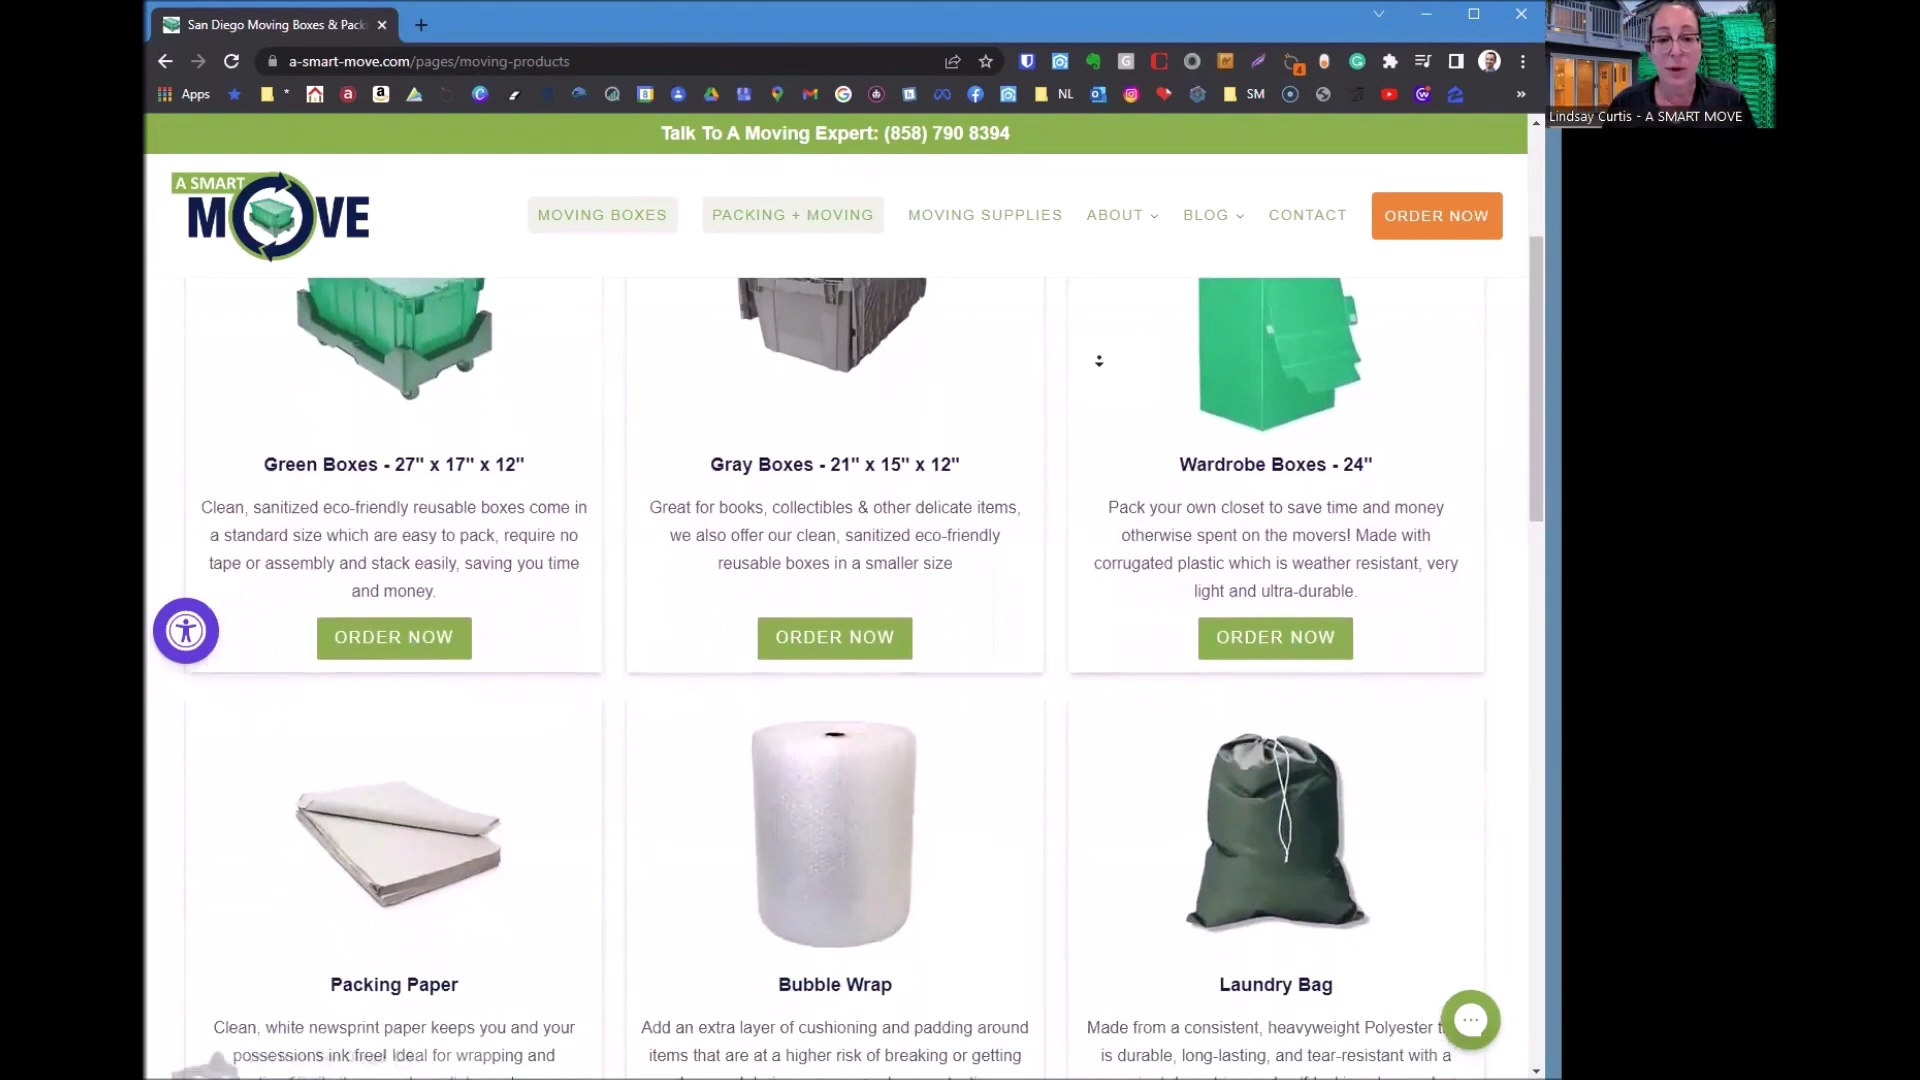 San Diego Moving Boxes & Pack
a-smart-move.com/pages/moving-products
Apps
NL
SM
Lindsay Curtis - A SMART MOVE
Talk To A Moving Expert: (858) 790 8394
A SMART
MOVE
MOVING BOXES
PACKING + MOVING
MOVING SUPPLIES
ABOUT
BLOG
CONTACT
ORDER NOW
Green Boxes - 27" x 17" x 12"
Clean, sanitized eco-friendly reusable boxes come in
a standard size which are easy to pack, require no
tape or assembly and stack easily, saving you time
and money.
ORDER NOW
Gray Boxes - 21" x 15" x 12"
Great for books, collectibles & other delicate items,
we also offer our clean, sanitized eco-friendly
reusable boxes in a smaller size
ORDER NOW
Wardrobe Boxes - 24"
Pack your own closet to save time and money
otherwise spent on the movers! Made with
corrugated plastic which is weather resistant, very
light and ultra-durable.
ORDER NOW
Packing Paper
Clean, white newsprint paper keeps you and your
possessions ink free! Ideal for wrapping and
Bubble Wrap
Add an extra layer of cushioning and padding around
items that are at a higher risk of breaking or getting
Laundry Bag
Made from a consistent, heavyweight Polyester
is durable, long-lasting, and tear-resistant with a